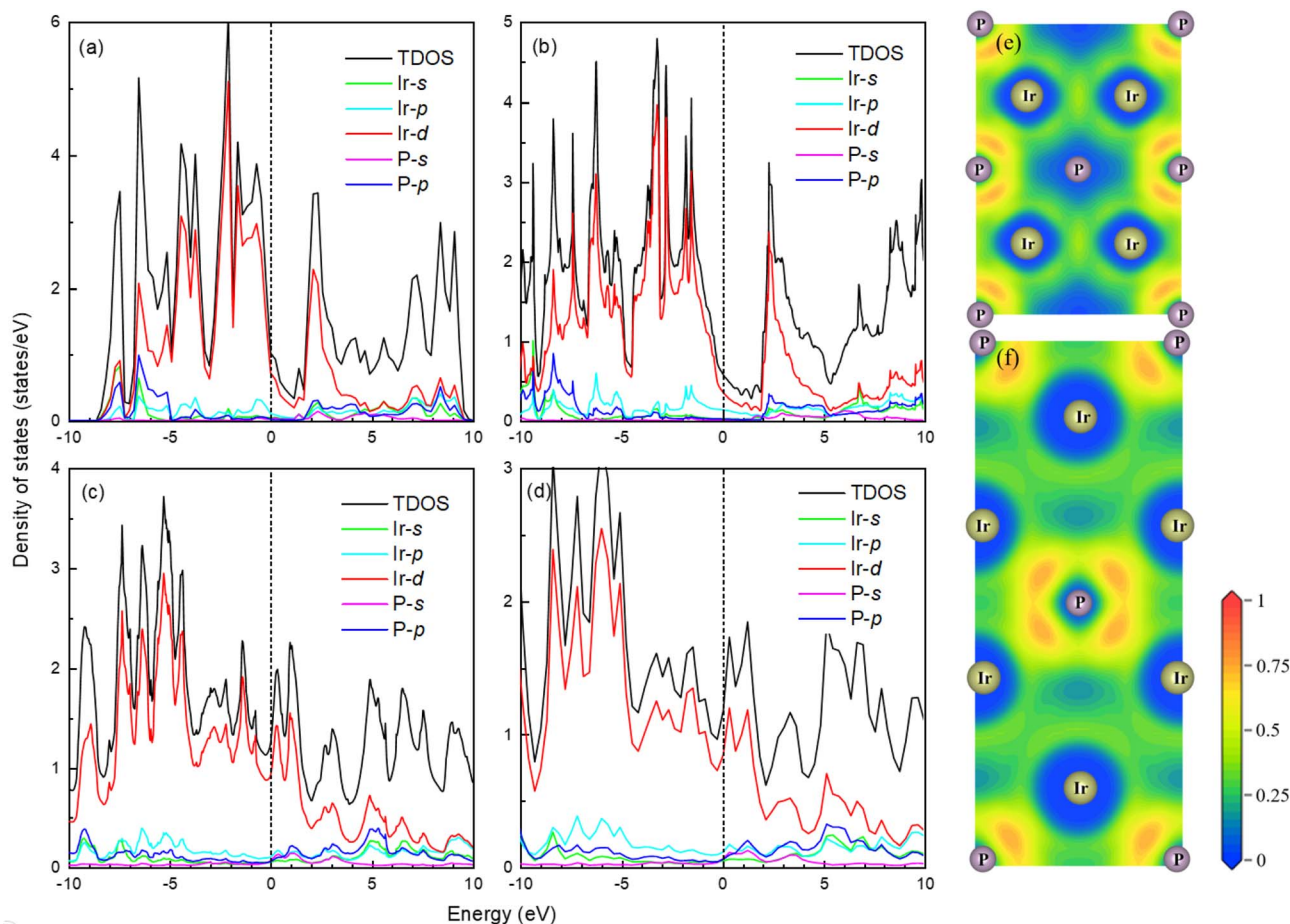 Density of states (states/eV)
(a)
TDOS
Ir-s
Ir-p
Ir-d
P-s
P-p
6
4
2
0
-10 -5 0 5 10
(b)
TDOS
Ir-s
Ir-p
Ir-d
P-s
P-p
5
4
3
2
1
0
-10 -5 0 5 10
(c)
TDOS
Ir-s
Ir-p
Ir-d
P-s
P-p
4
3
2
1
0
-10 -5 0 5 10
(d)
TDOS
Ir-s
Ir-p
Ir-d
P-s
P-p
3
2
1
0
-10 -5 0 5 10
Energy (eV)
P P
(e)
Ir Ir
P P P
Ir Ir
P P
P P
(f)
Ir
Ir Ir
P
Ir Ir
Ir
P P
1
0.75
0.5
0.25
0